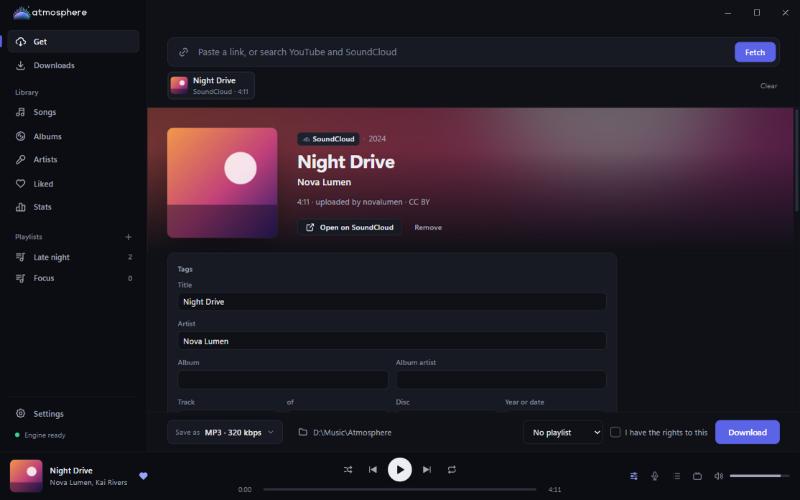 atmosphere
Get
Downloads
Library
Songs
Albums
Artists
Liked
Stats
Playlists
Late night 2
Focus 0
Settings
Engine ready
Paste a link, or search YouTube and SoundCloud
Fetch
Night Drive
SoundCloud · 4:11
Clear
SoundCloud · 2024
Night Drive
Nova Lumen
4:11 · uploaded by novalumen · CC BY
Open on SoundCloud Remove
Tags
Title
Night Drive
Artist
Nova Lumen
Album Album artist
Track of Disc Year or date
Save as MP3 · 320 kbps D:\Music\Atmosphere No playlist I have the rights to this Download
Night Drive
Nova Lumen, Kai Rivers
0:00 4:11